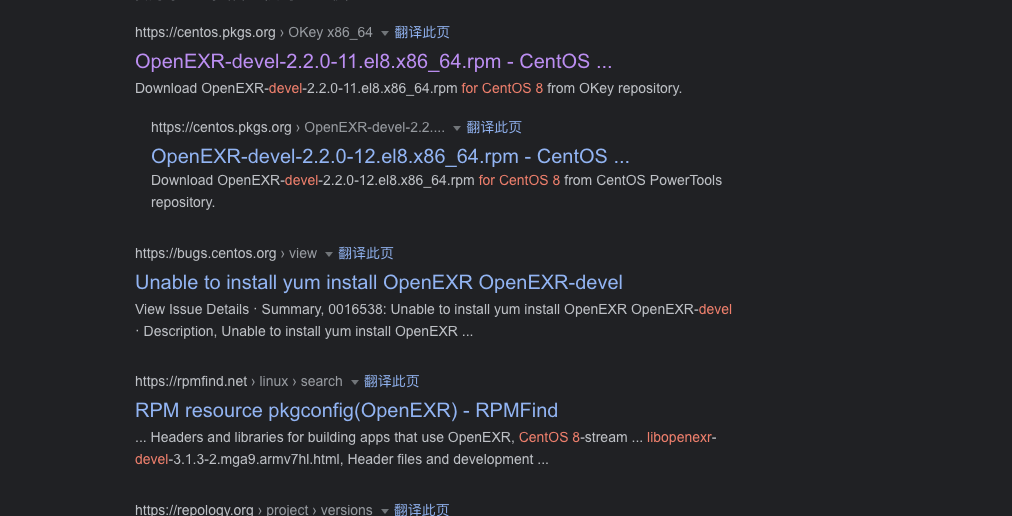 https://centos.pkgs.org › OKey x86_64 翻译此页
OpenEXR-devel-2.2.0-11.el8.x86_64.rpm - CentOS ...
Download OpenEXR-devel-2.2.0-11.el8.x86_64.rpm for CentOS 8 from OKey repository.
https://centos.pkgs.org › OpenEXR-devel-2.2.... 翻译此页
OpenEXR-devel-2.2.0-12.el8.x86_64.rpm - CentOS ...
Download OpenEXR-devel-2.2.0-12.el8.x86_64.rpm for CentOS 8 from CentOS PowerTools
repository.
https://bugs.centos.org › view 翻译此页
Unable to install yum install OpenEXR OpenEXR-devel
View Issue Details · Summary, 0016538: Unable to install yum install OpenEXR OpenEXR-devel
· Description, Unable to install yum install OpenEXR ...
https://rpmfind.net › linux › search 翻译此页
RPM resource pkgconfig(OpenEXR) - RPMFind
... Headers and libraries for building apps that use OpenEXR, CentOS 8-stream ... libopenexr-
devel-3.1.3-2.mga9.armv7hl.html, Header files and development ...
https://repology.org › project › versions 翻译此页